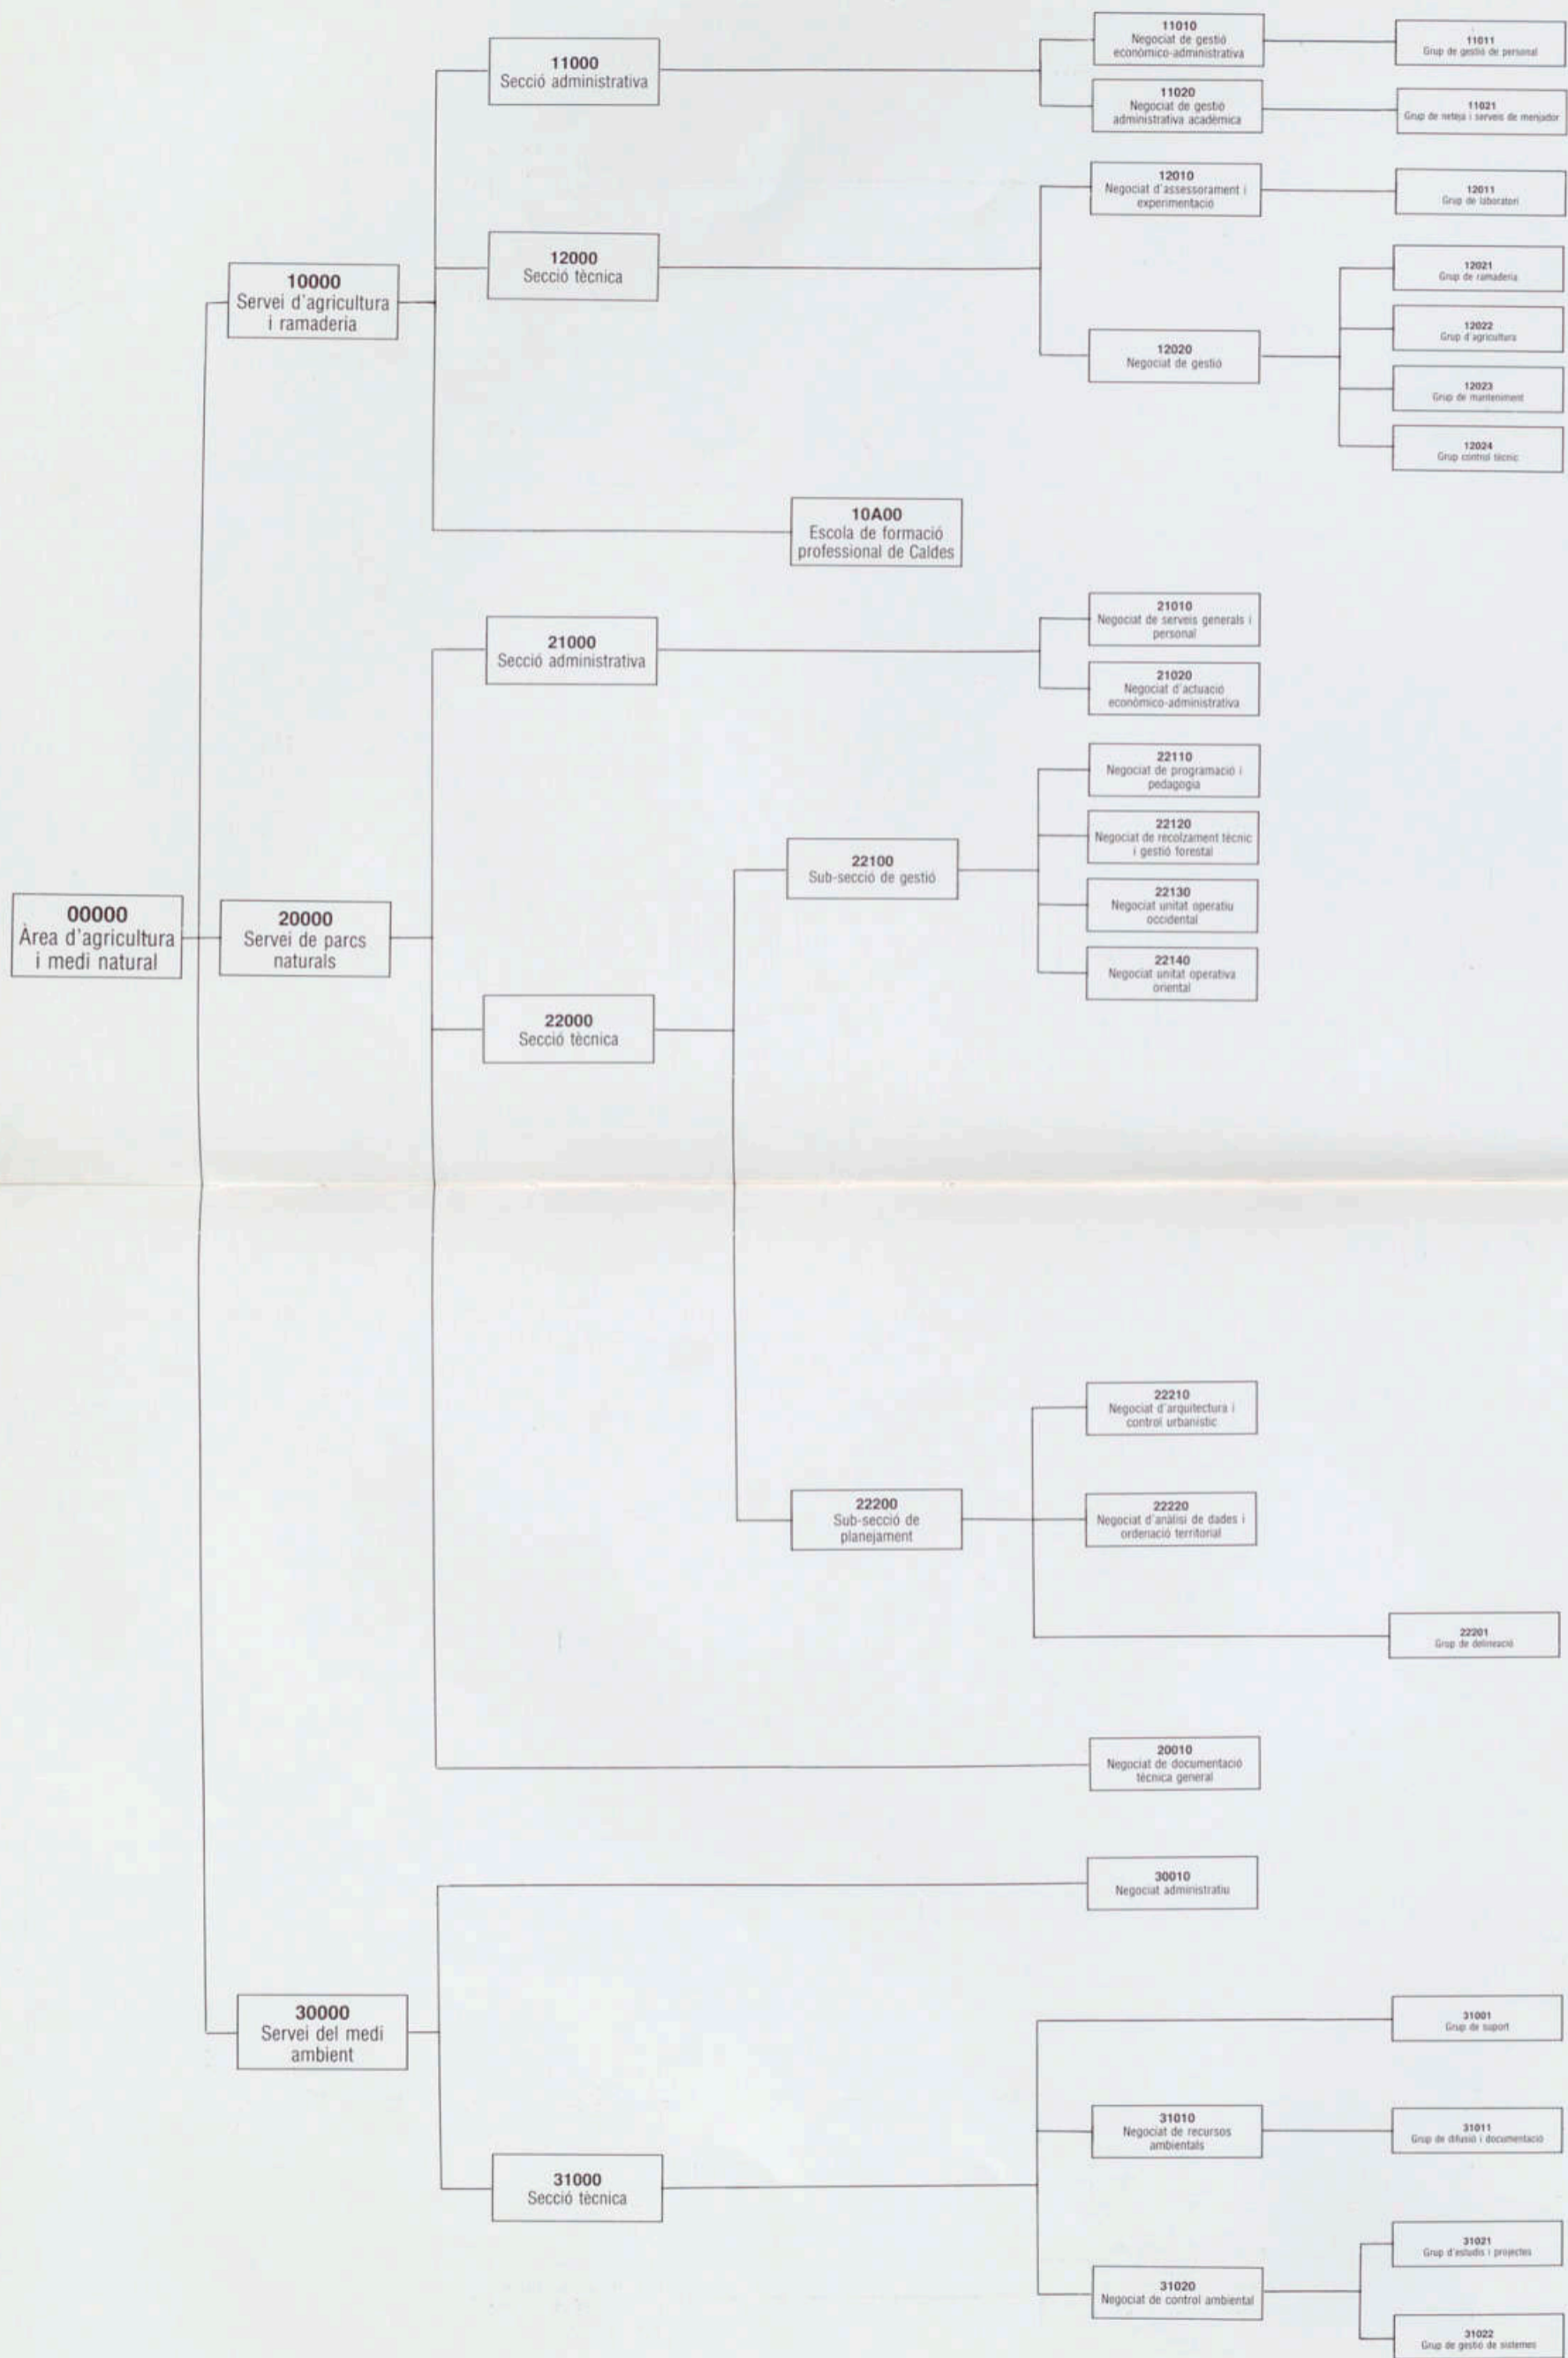 00000
Àrea d'agricultura
i medi natural
10000
Servei d'agricultura
i ramaderia
11000
Secció administrativa
11010
Negociat de gestió
econòmico-administrativa
11011
Grup de gestió de personal
11020
Negociat de gestió
administrativa acadèmica
11021
Grup de neteja i serveis de menjador
12000
Secció tècnica
12010
Negociat d'assessorament i
experimentació
12011
Grup de laboratori
12020
Negociat de gestió
12021
Grup de ramaderia
12022
Grup d'agricultura
12023
Grup de manteniment
12024
Grup control tècnic
10A00
Escola de formació
professional de Caldes
20000
Servei de parcs
naturals
21000
Secció administrativa
21010
Negociat de serveis generals i
personal
21020
Negociat d'actuació
econòmico-administrativa
22000
Secció tècnica
22100
Sub-secció de gestió
22110
Negociat de programació i
pedagogia
22120
Negociat de recolzament tècnic
i gestió forestal
22130
Negociat unitat operatiu
occidental
22140
Negociat unitat operativa
oriental
22200
Sub-secció de
planejament
22210
Negociat d'arquitectura i
control urbanístic
22220
Negociat d'anàlisi de dades i
ordenació territorial
22201
Grup de delineació
20010
Negociat de documentació
tècnica general
30000
Servei del medi
ambient
30010
Negociat administratiu
31000
Secció tècnica
31001
Grup de suport
31010
Negociat de recursos
ambientals
31011
Grup de difusió i documentació
31020
Negociat de control ambiental
31021
Grup d'estudis i projectes
31022
Grup de gestió de sistemes